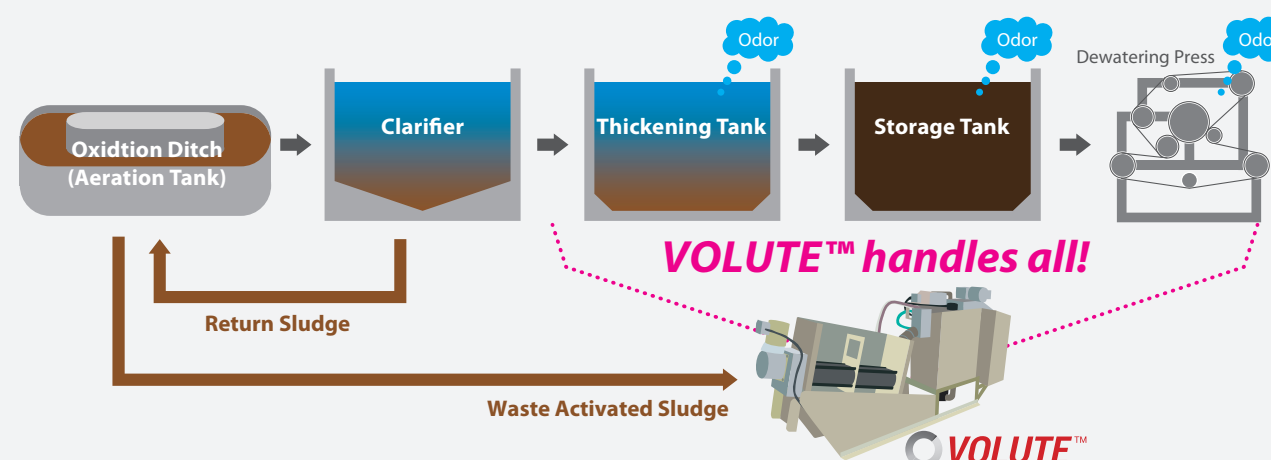 Odor
Odor
Odo
Dewatering Press
Oxidtion Ditch
(Aeration Tank)
Clarifier
Thickening Tank
Storage Tank
VOLUTE™ handles all!
Return Sludge
Waste Activated Sludge
VOLUTE™